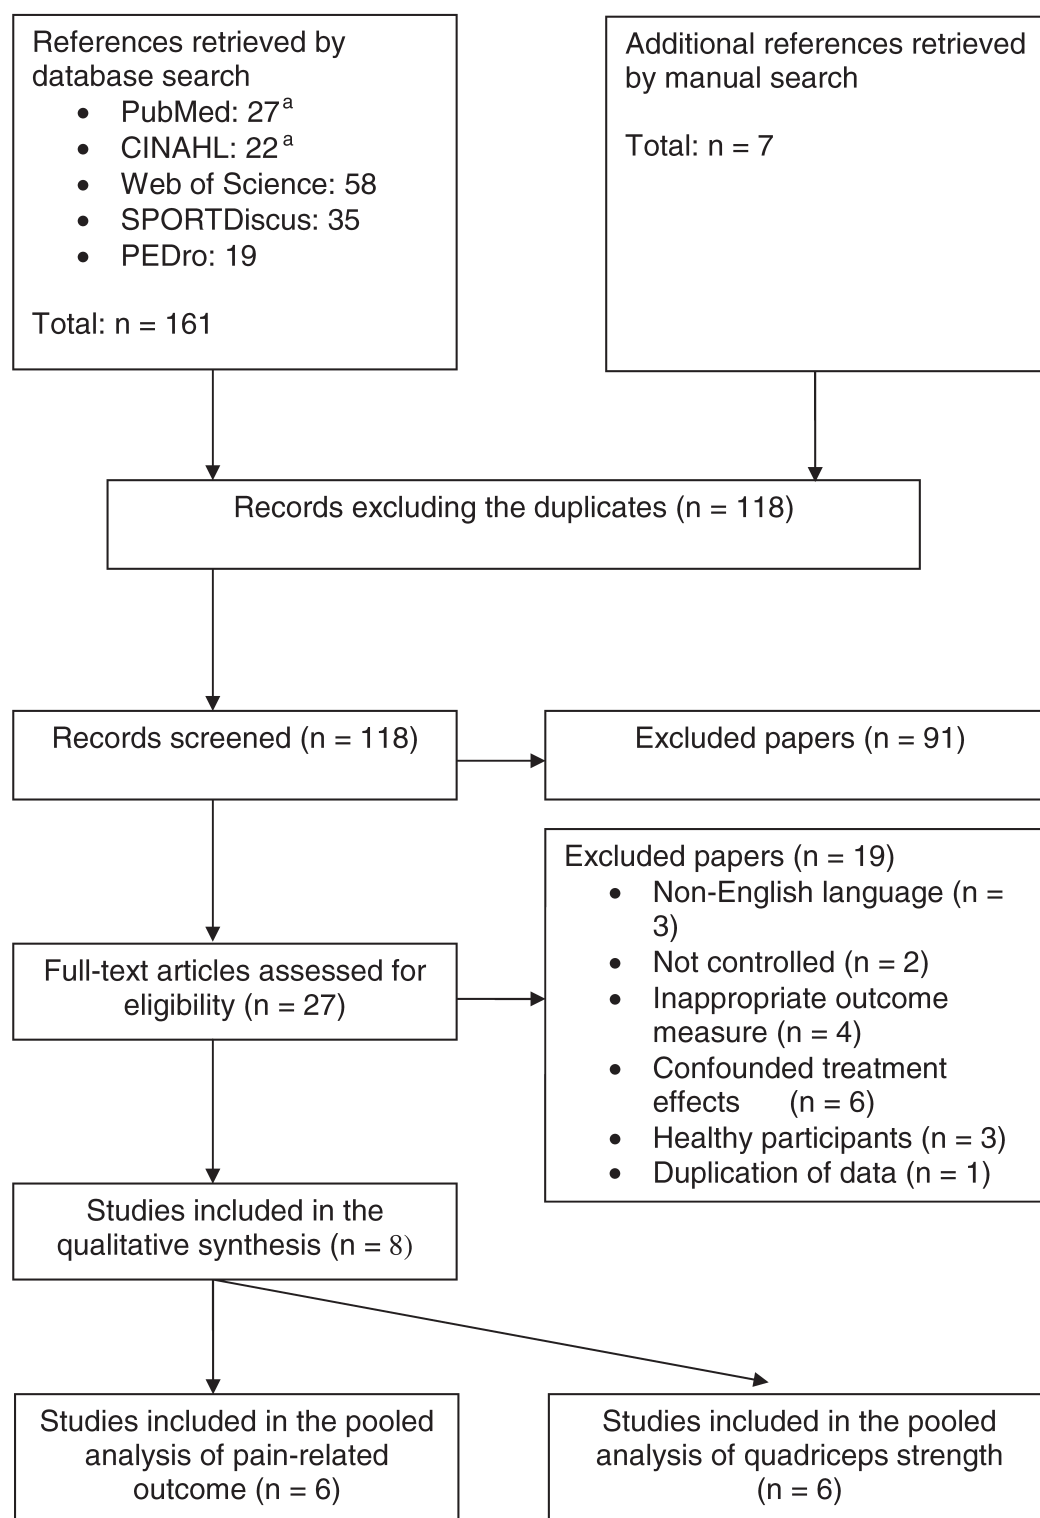 References retrieved by
database search
• PubMed: 27 a
• CINAHL: 22 a
• Web of Science: 58
• SPORTDiscus: 35
• PEDro: 19
Total: n = 161
Additional references retrieved
by manual search
Total: n = 7
Records excluding the duplicates (n = 118)
Records screened (n = 118)
Excluded papers (n = 91)
Full-text articles assessed for
eligibility (n = 27)
Excluded papers (n = 19)
• Non-English language (n =
3)
• Not controlled (n = 2)
• Inappropriate outcome
measure (n = 4)
• Confounded treatment
effects (n = 6)
• Healthy participants (n = 3)
• Duplication of data (n = 1)
Studies included in the
qualitative synthesis (n = 8)
Studies included in the pooled
analysis of pain-related
outcome (n = 6)
Studies included in the pooled
analysis of quadriceps strength
(n = 6)